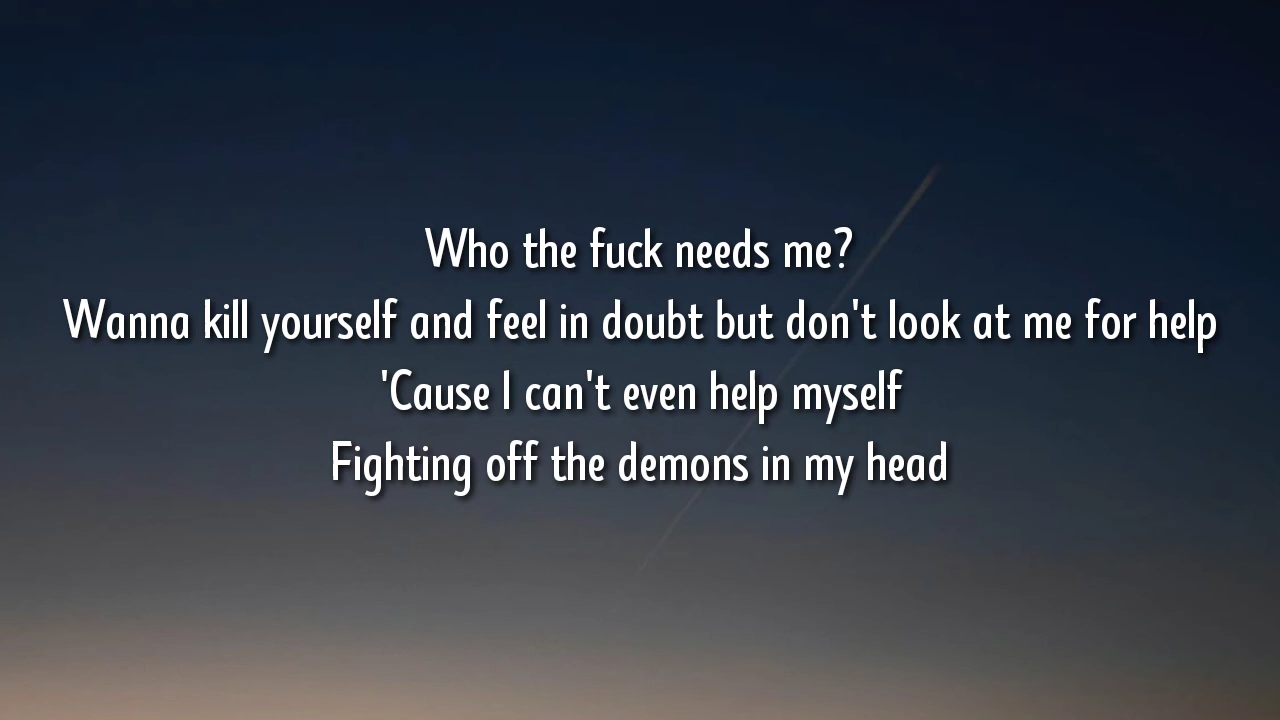 Who the fuck needs me?
Wanna kill yourself and feel in doubt but don't look at me for help
'Cause I can't even help myself
Fighting off the demons in my head